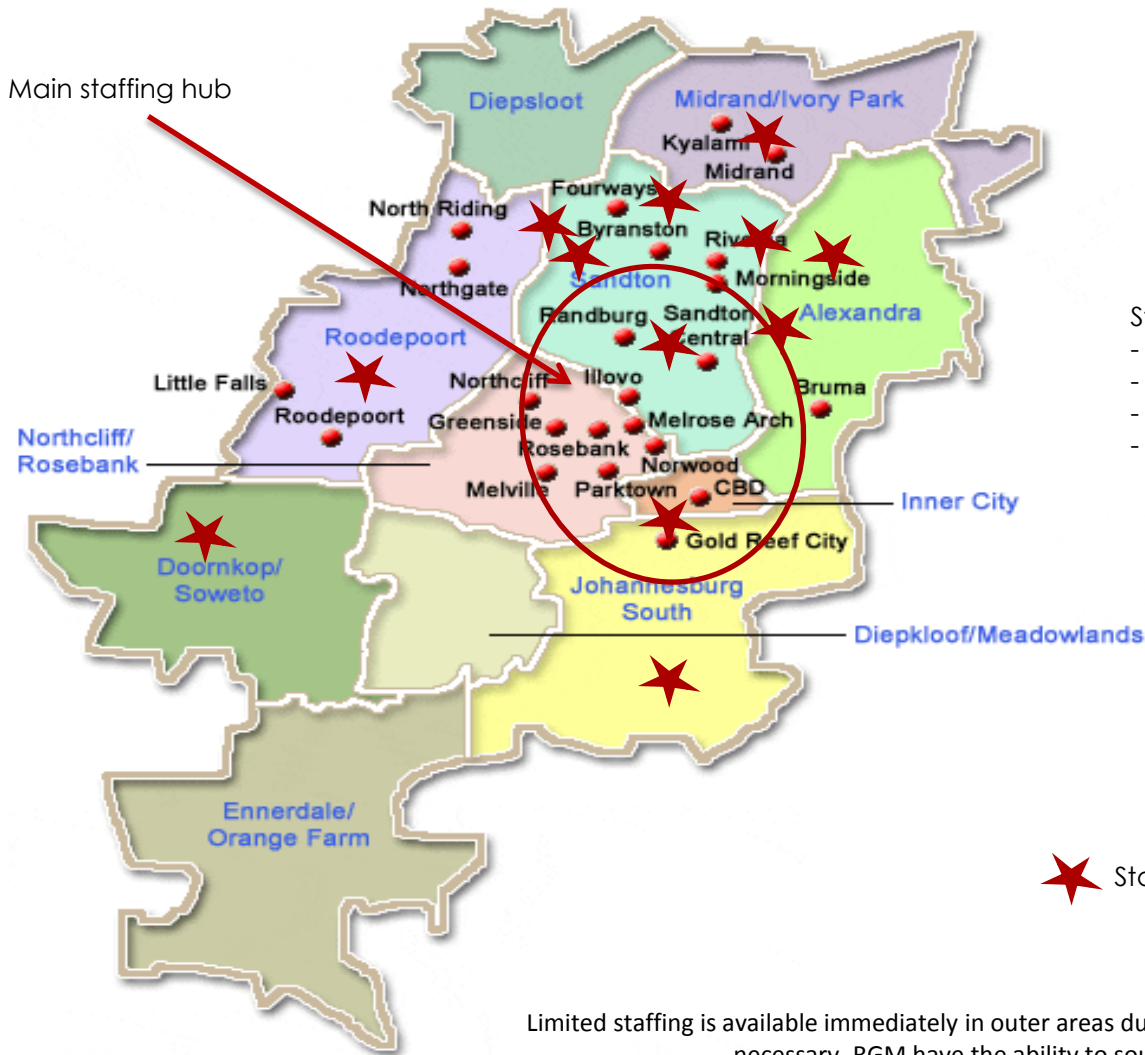 Main staffing hub
Diepsloot
Midrand/Ivory Park
Kyalami
Midrand
Fourways
North Riding
Byranston
Northgate
Sandton
Morningside
Randburg
Sandton
Central
Alexandra
Roodepoort
Little Falls
Northcliff
Illovo
Bruma
Roodepoort
Greenside
Melrose Arch
Northcliff/
Rosebank
Rosebank
Norwood
Melville
Parktown
CBD
Inner City
Gold Reef City
Doornkop/
Soweto
Johannesburg
South
Diepkloof/Meadowlands
Ennerdale/
Orange Farm
Limited staffing is available immediately in outer areas du
necessary, BGM have the ability to sou